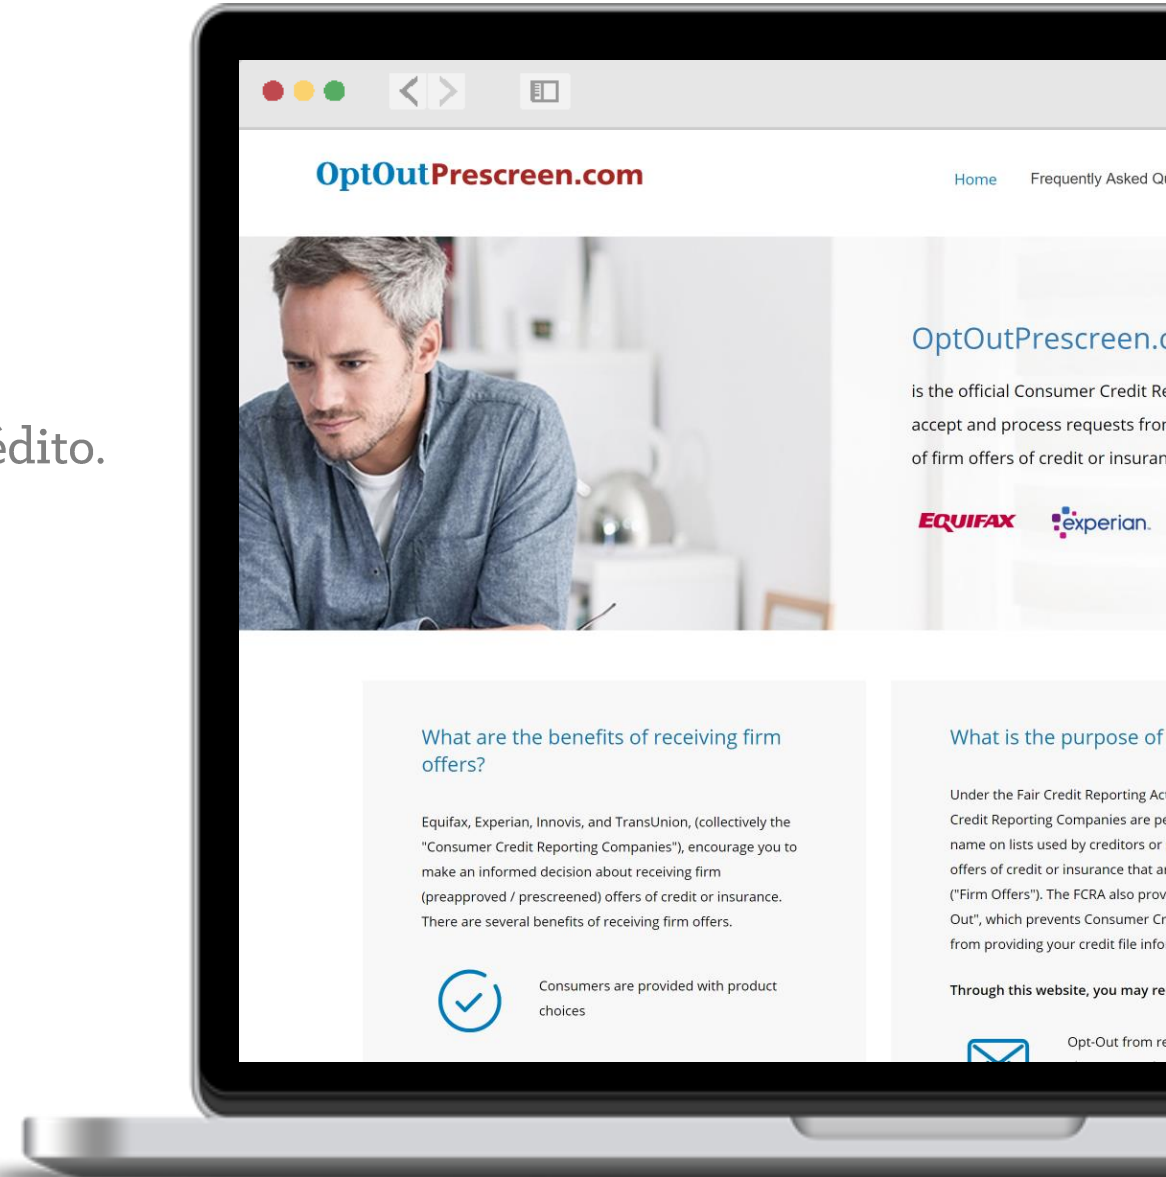 édito.
OptOutPrescreen.com
Home Frequently Asked Qu
OptOutPrescreen.c
is the official Consumer Credit Re
accept and process requests fro
of firm offers of credit or insuran
EQUIFAX experian.
What are the benefits of receiving firm
offers?
Equifax, Experian, Innovis, and TransUnion, (collectively the
"Consumer Credit Reporting Companies"), encourage you to
make an informed decision about receiving firm
(preapproved / prescreened) offers of credit or insurance.
There are several benefits of receiving firm offers.
Consumers are provided with product
choices
What is the purpose of
Under the Fair Credit Reporting Act
Credit Reporting Companies are pe
name on lists used by creditors or
offers of credit or insurance that ar
("Firm Offers"). The FCRA also prov
Out", which prevents Consumer Cr
from providing your credit file info
Through this website, you may re
Opt-Out from re